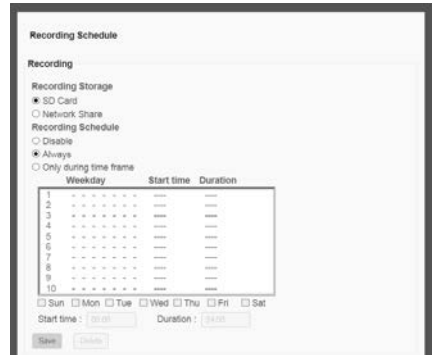 Recording Schedule
Recording
Recording Storage
SD Card
Network Share
Recording Schedule
Disable
Always
Only during time frame
Weekday Start time Duration
1 - - - - - - - ----- -----
2 - - - - - - - ----- -----
3 - - - - - - - ----- -----
4 - - - - - - - ----- -----
5 - - - - - - - ----- -----
6 - - - - - - - ----- -----
7 - - - - - - - ----- -----
8 - - - - - - - ----- -----
9 - - - - - - - ----- -----
10 - - - - - - - ----- -----
Sun Mon Tue Wed Thu Fri Sat
Start time : Duration :
Save Delete